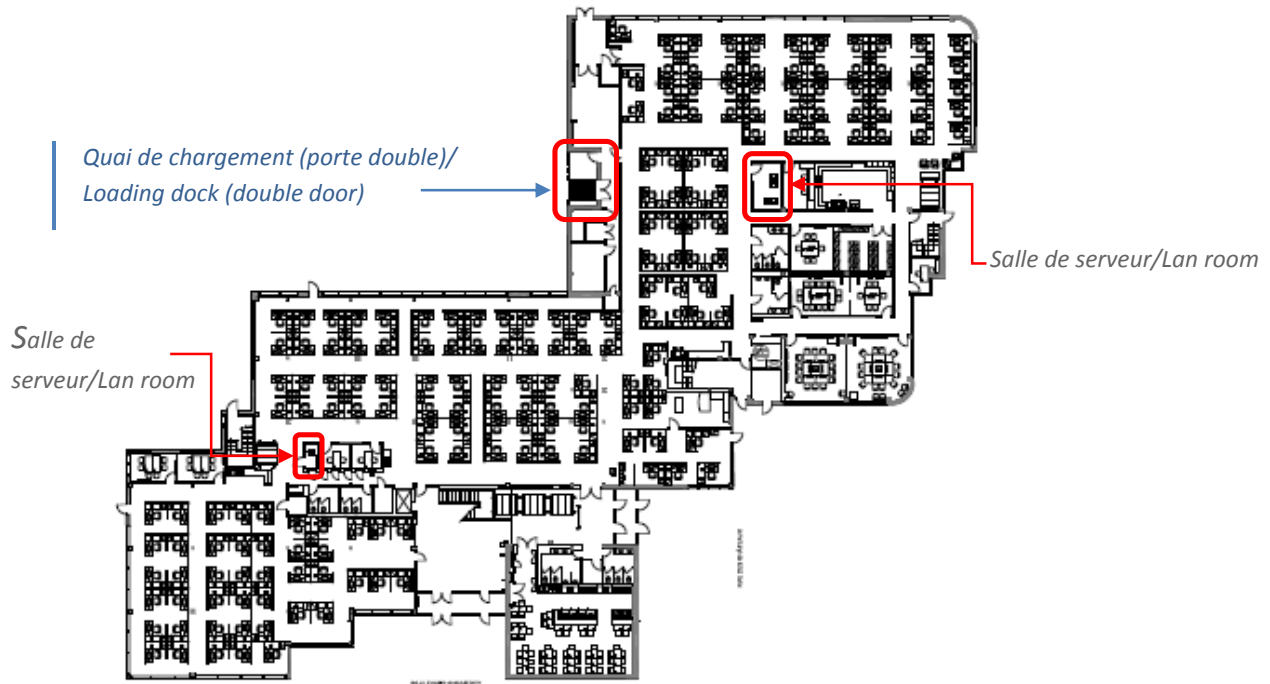 Quai de chargement (porte double)/
Loading dock (double door)
Salle de serveur/Lan room
Salle de
serveur/Lan room